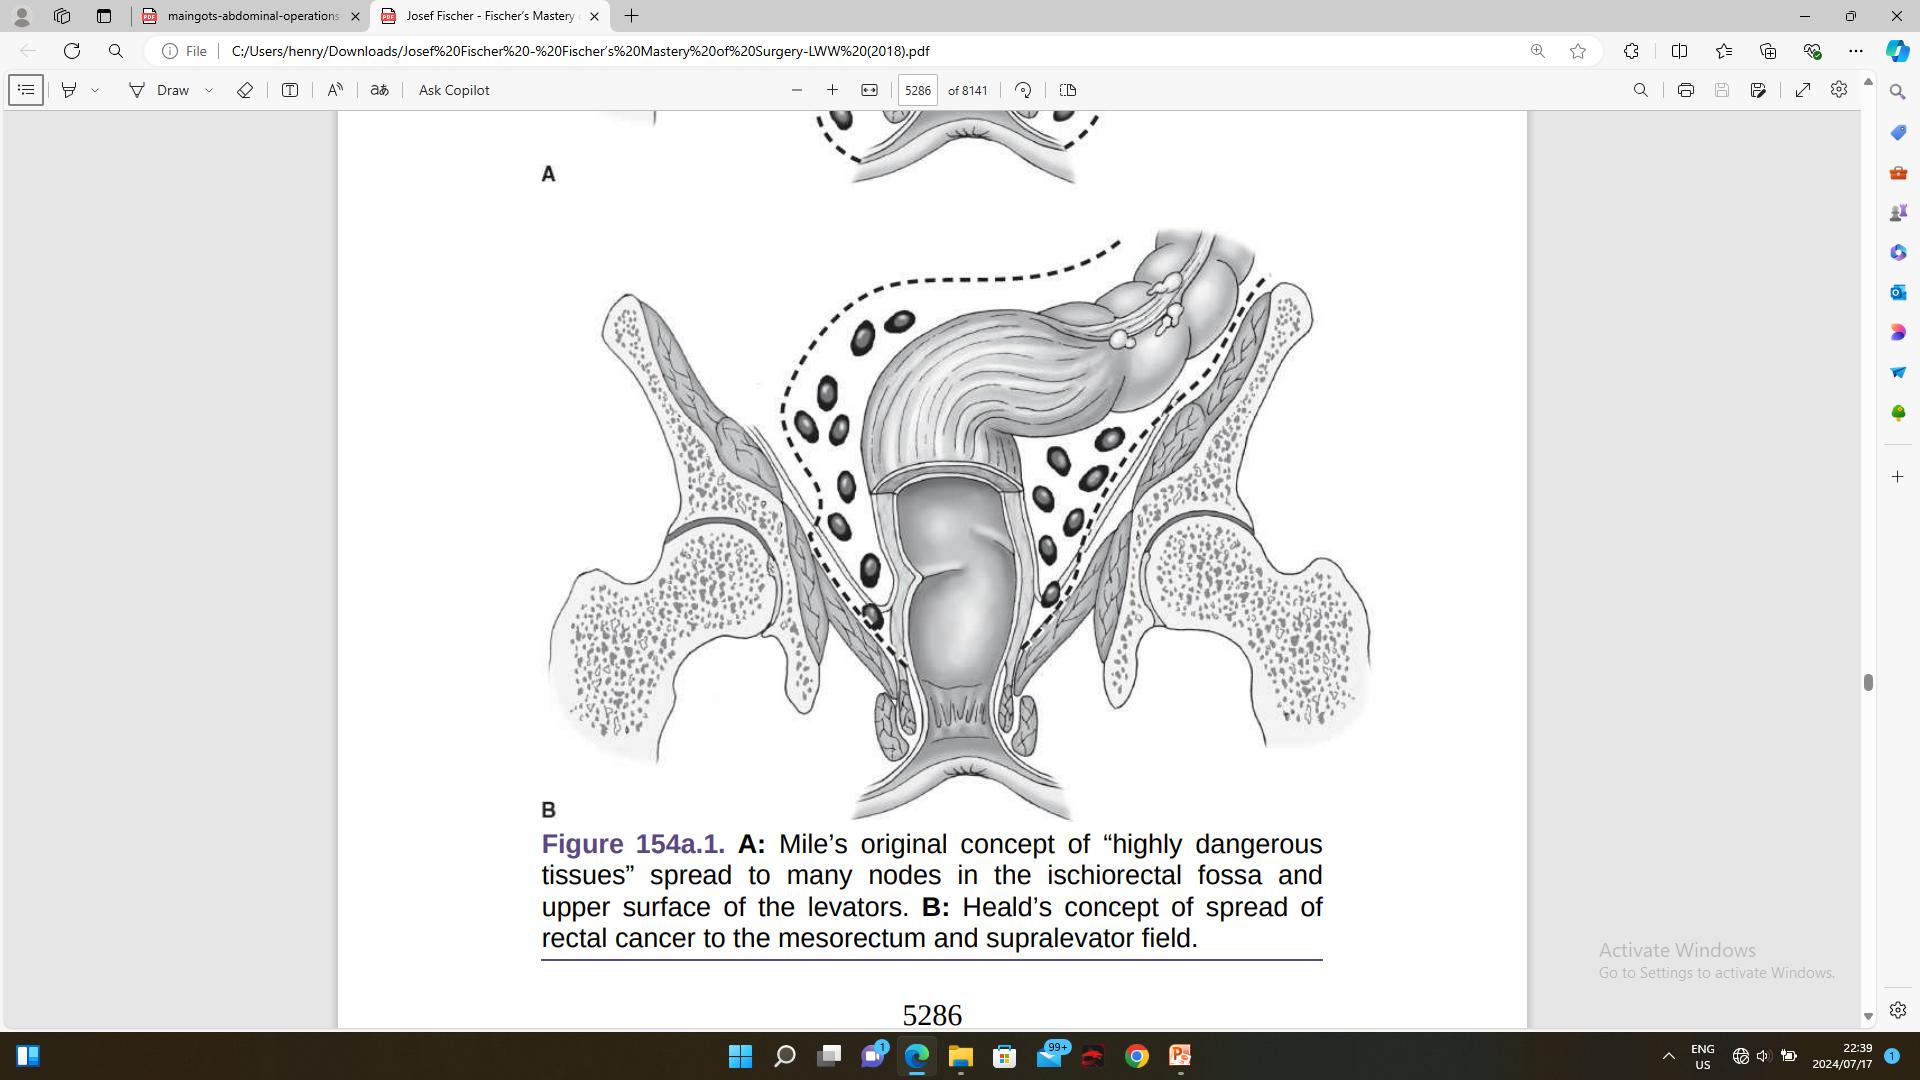 maingots-abdominal-operations
Josef Fischer - Fischer's Mastery
File
C:/Users/henry/Downloads/Josef%20Fischer%20-%20Fischer's%20Mastery%20of%20Surgery-LWW%20(2018).pdf
Draw
aあ
Ask Copilot
5286
of 8141
A
B
Figure 154a.1. A: Mile’s original concept of “highly dangerous
tissues” spread to many nodes in the ischiorectal fossa and
upper surface of the levators. B: Heald’s concept of spread of
rectal cancer to the mesorectum and supralevator field.
5286
Activate Windows
Go to Settings to activate Windows.
1
99+
ENG
US
22:39
2024/07/17
1